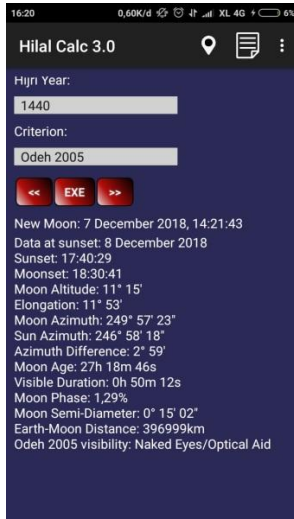 16:20 0,60K/d XL 4G 6%
Hilal Calc 3.0
Hijri Year:
1440
Criterion:
Odeh 2005
<< EXE >>
New Moon: 7 December 2018, 14:21:43
Data at sunset: 8 December 2018
Sunset: 17:40:29
Moonset: 18:30:41
Moon Altitude: 11° 15'
Elongation: 11° 53'
Moon Azimuth: 249° 57' 23"
Sun Azimuth: 246° 58' 18"
Azimuth Difference: 2° 59'
Moon Age: 27h 18m 46s
Visible Duration: 0h 50m 12s
Moon Phase: 1,29%
Moon Semi-Diameter: 0° 15' 02"
Earth-Moon Distance: 396999km
Odeh 2005 visibility: Naked Eyes/Optical Aid